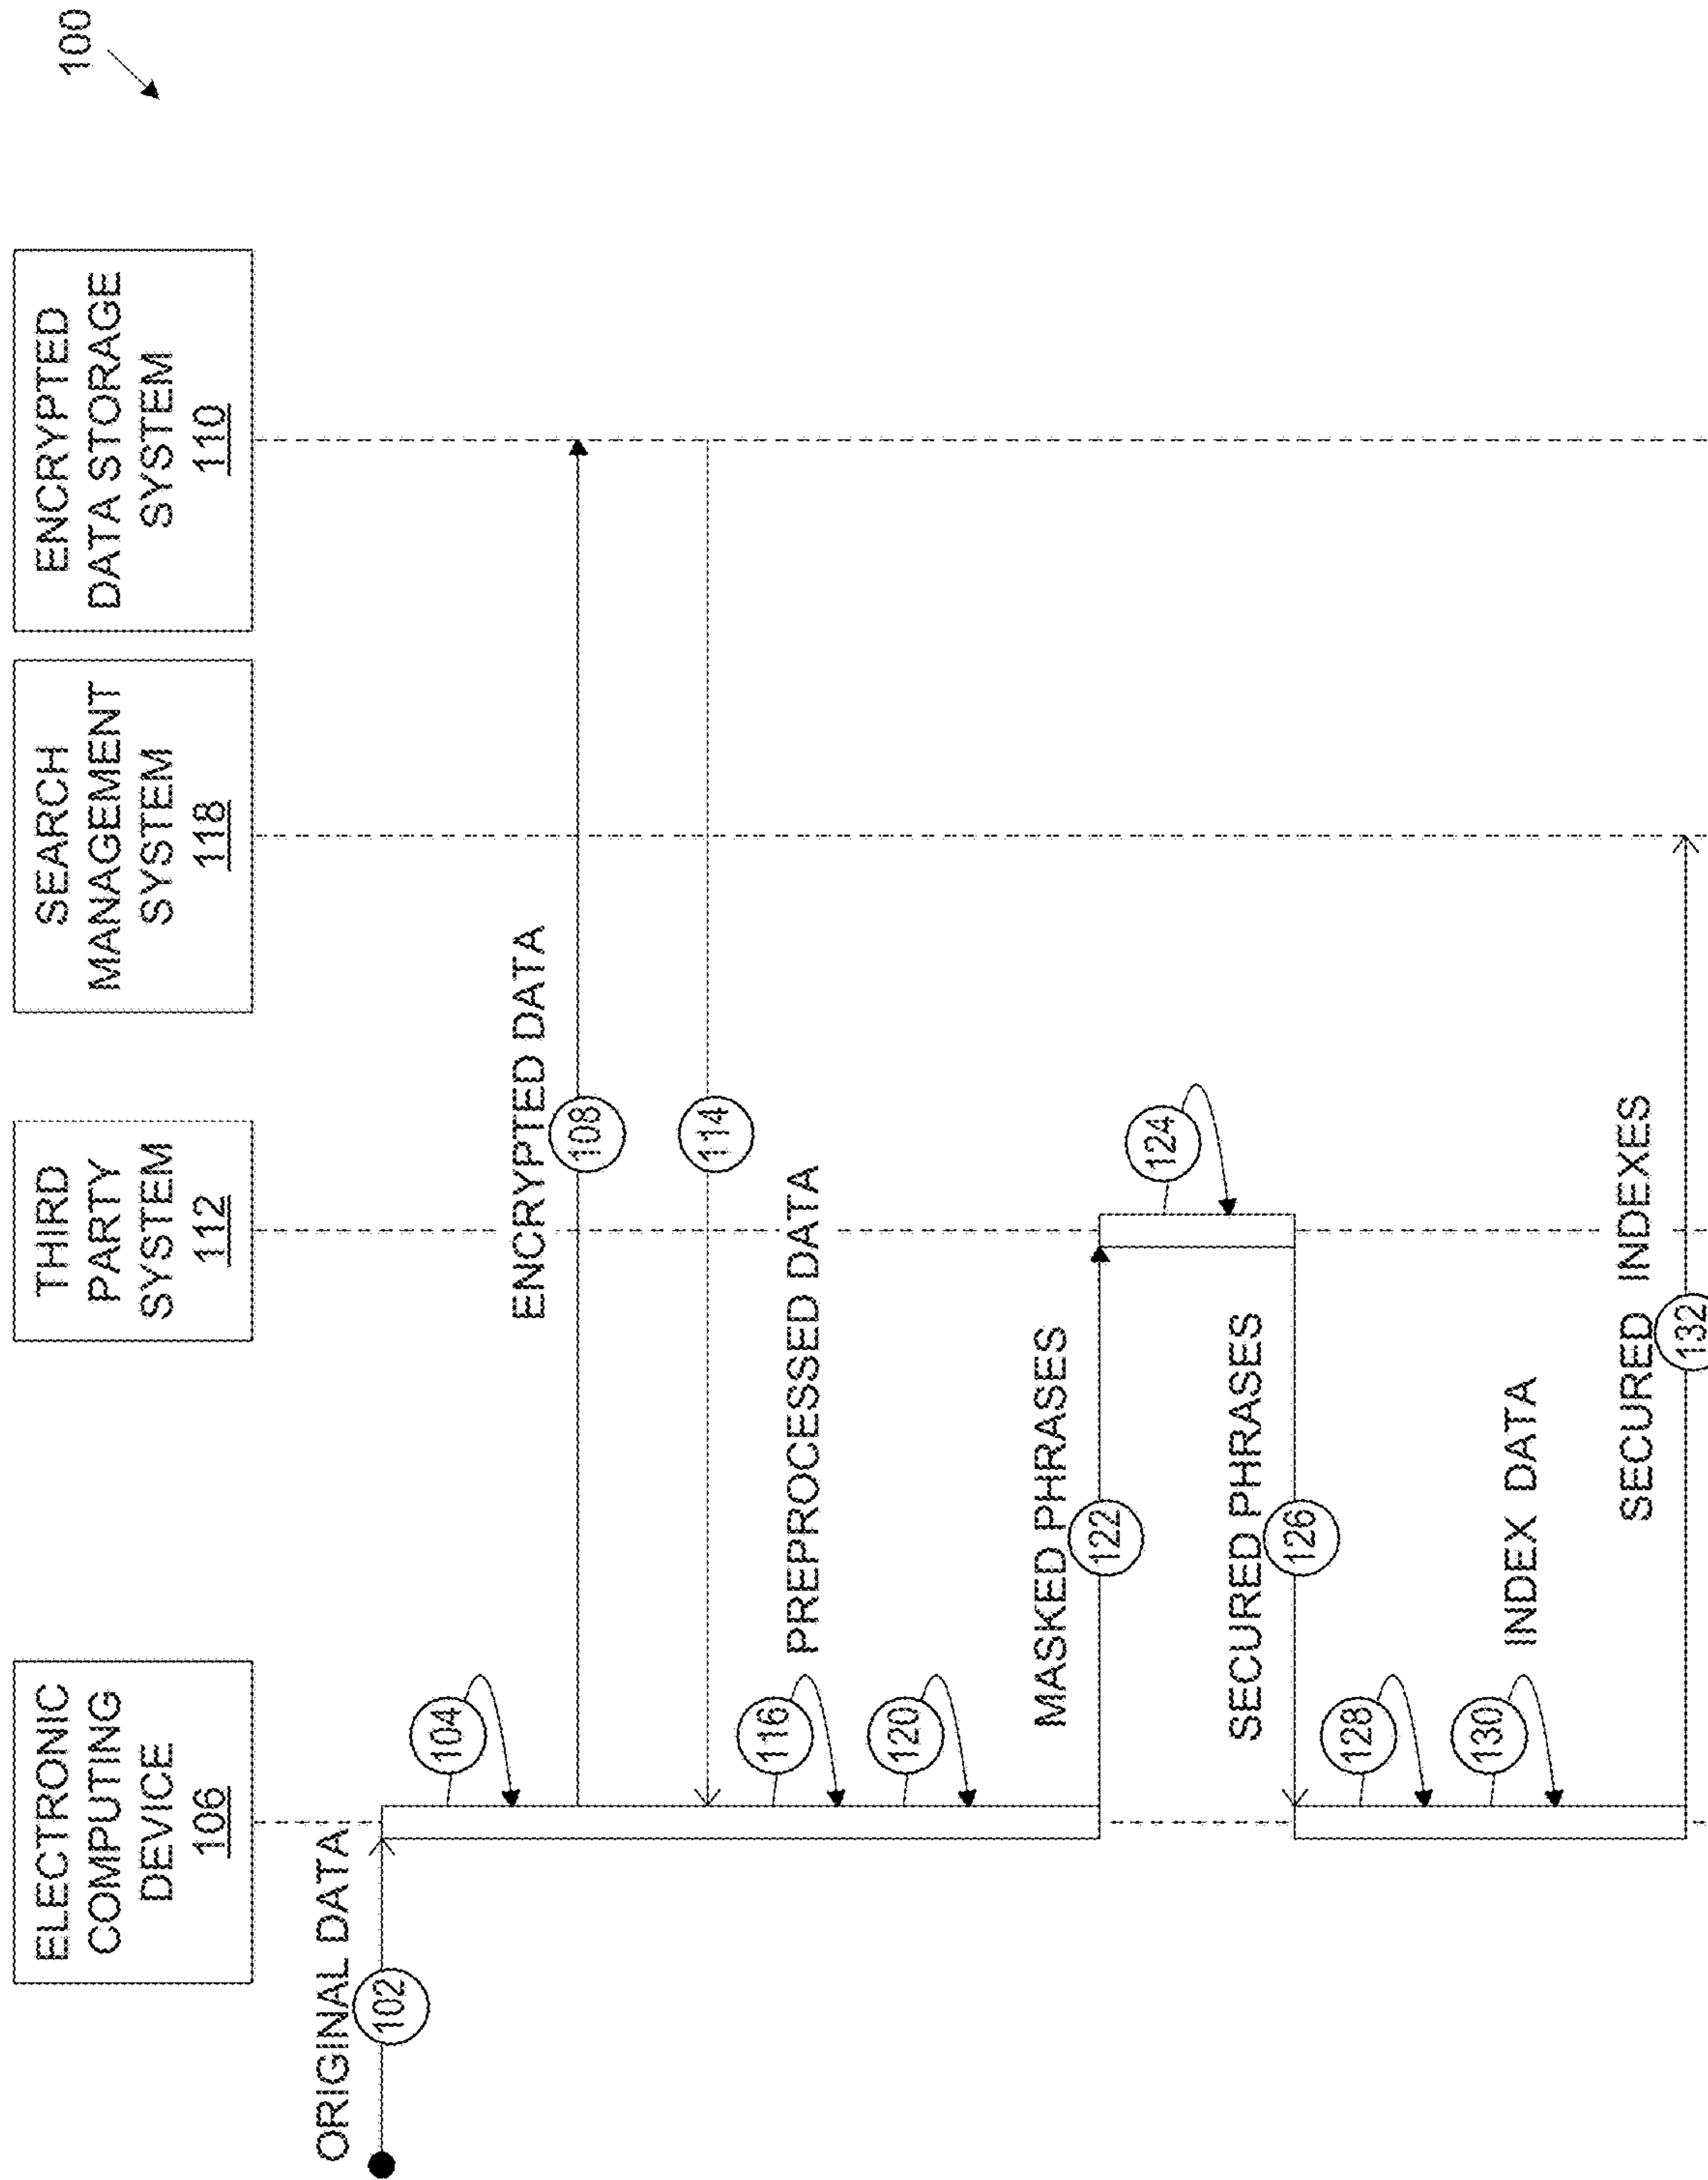 100
ELECTRONIC
COMPUTING
DEVICE
106
THIRD
PARTY
SYSTEM
112
SEARCH
MANAGEMENT
SYSTEM
118
ENCRYPTED
DATA STORAGE
SYSTEM
110
ORIGINAL DATA
102
104
ENCRYPTED DATA
108
114
116
PREPROCESSED DATA
120
MASKED PHRASES
122
124
SECURED PHRASES
126
128
130
INDEX DATA
SECURED INDEXES
132